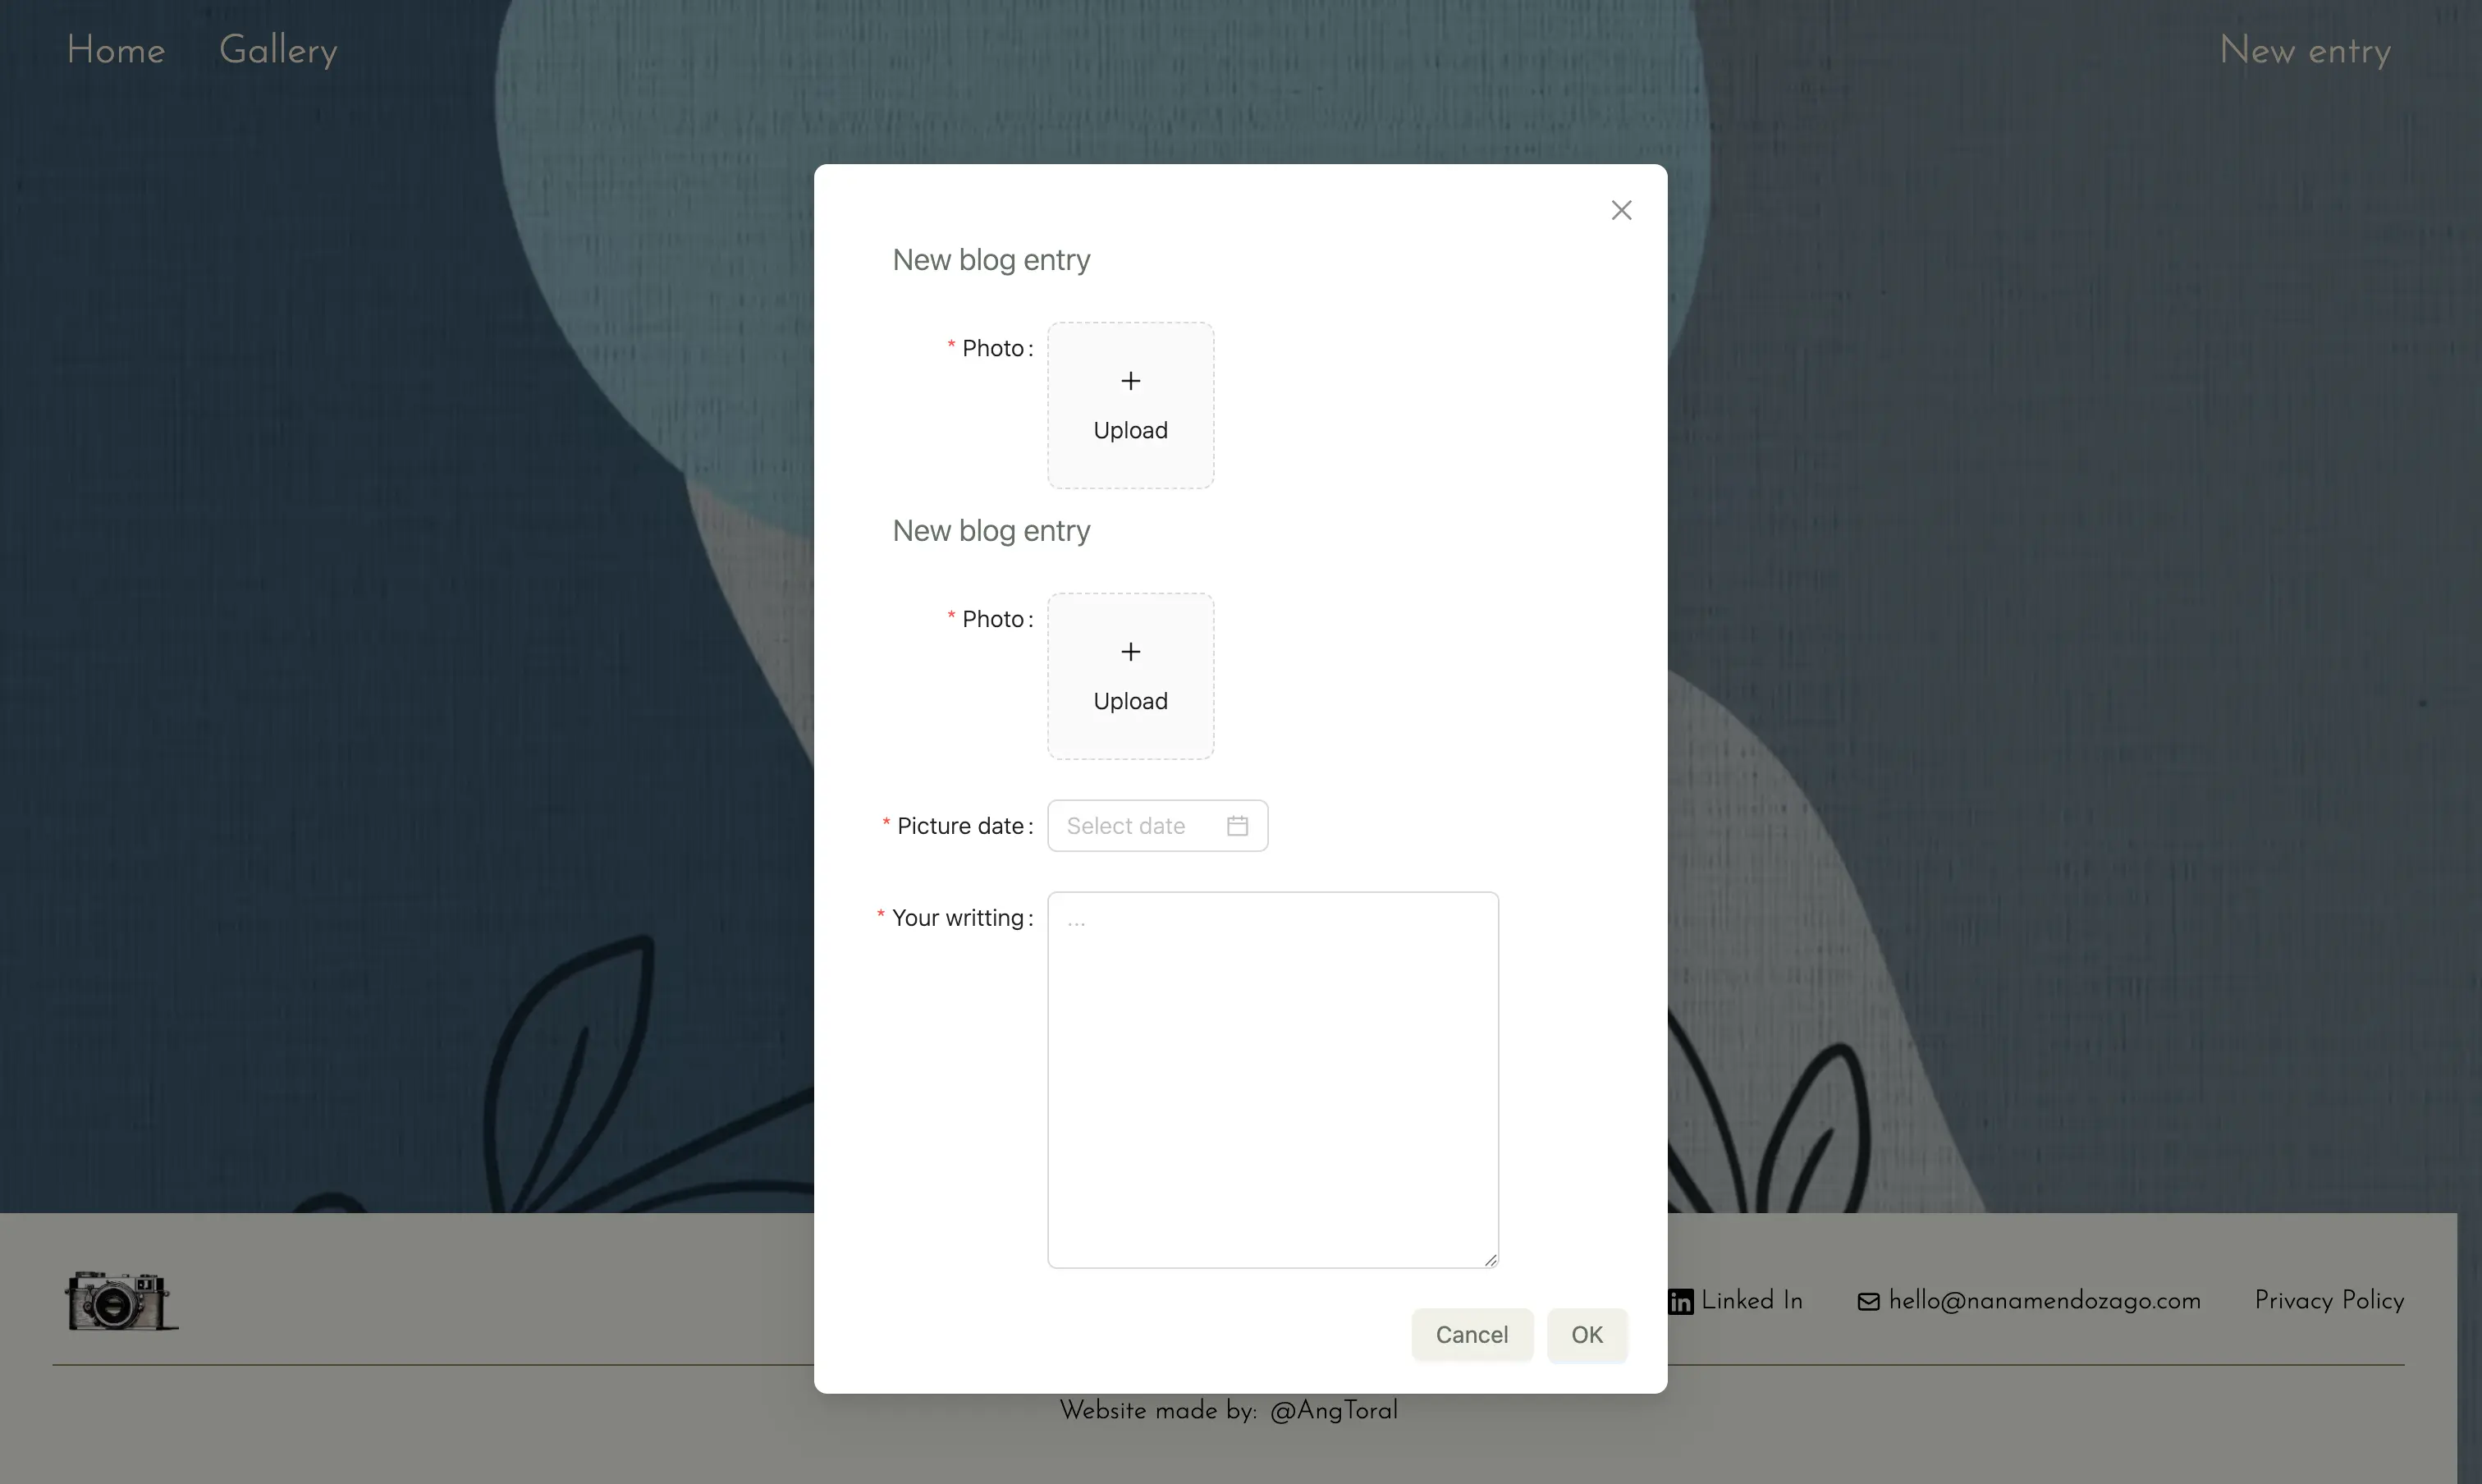 Home Gallery New entry
New blog entry
* Photo:
+
Upload
New blog entry
* Photo:
+
Upload
* Picture date: Select date
* Your writting: ...
Cancel OK
in Linked In hello@nanamendozago.com Privacy Policy
Website made by: @AngToral